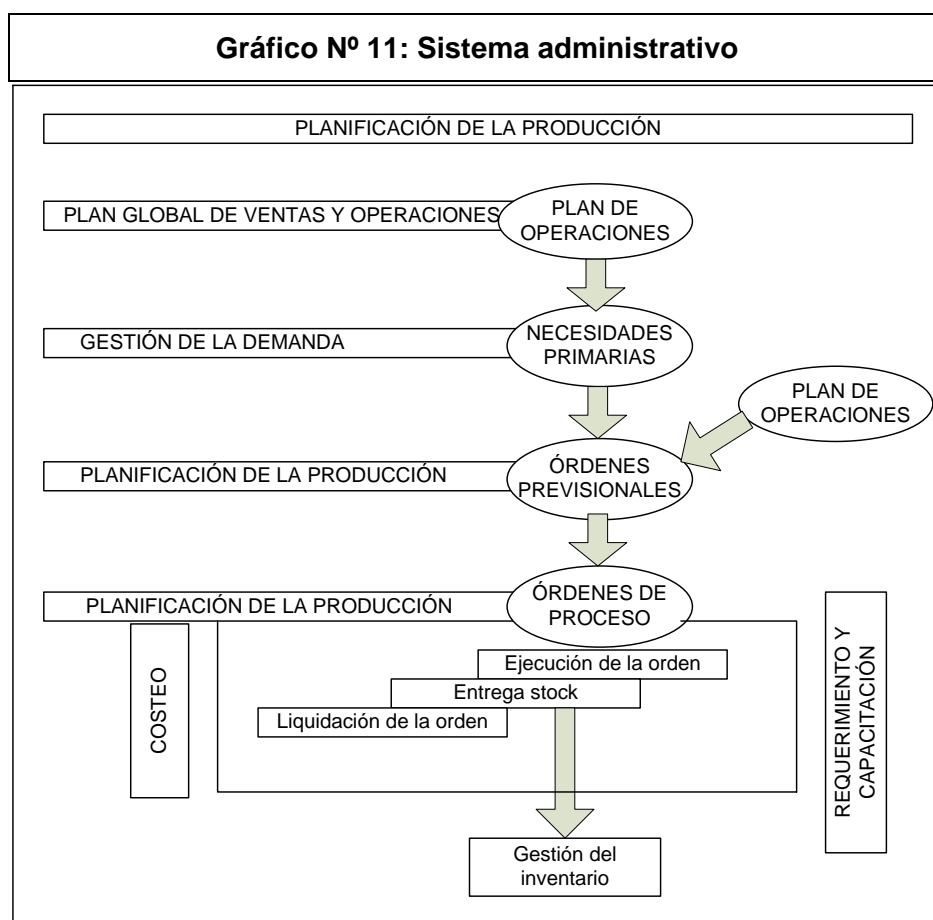 Gráfico Nº 11: Sistema administrativo
PLANIFICACIÓN DE LA PRODUCCIÓN
PLAN GLOBAL DE VENTAS Y OPERACIONES
PLAN DE
OPERACIONES
GESTIÓN DE LA DEMANDA
NECESIDADES
PRIMARIAS
PLAN DE
OPERACIONES
PLANIFICACIÓN DE LA PRODUCCIÓN
ÓRDENES
PREVISIONALES
PLANIFICACIÓN DE LA PRODUCCIÓN
ÓRDENES DE
PROCESO
COSTEO
Ejecución de la orden
Entrega stock
Liquidación de la orden
REQUERIMIENTO Y
CAPACITACIÓN
Gestión del
inventario